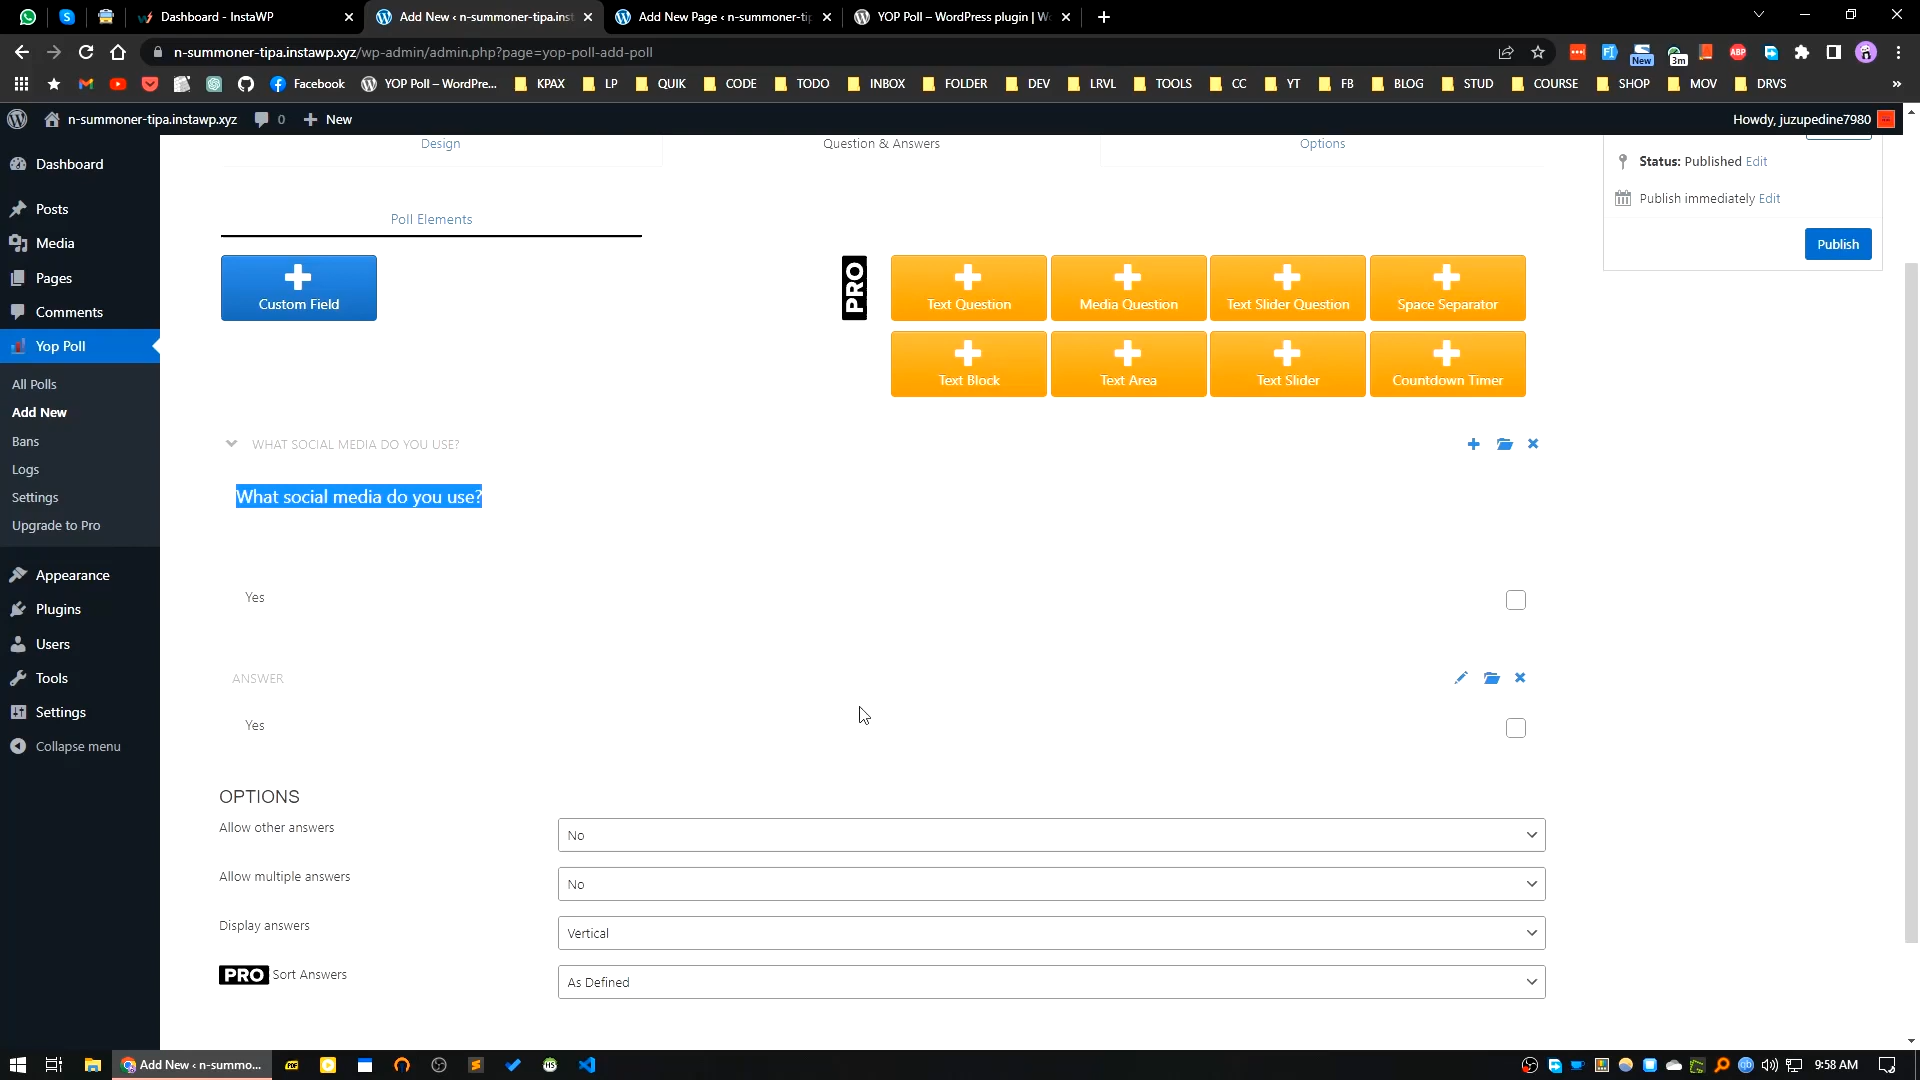 Dashboard - InstaWP
Add New ‹ n-summoner-tipa.inst
Add New Page ‹ n-summoner-ti
YOP Poll – WordPress plugin | W
n-summoner-tipa.instawp.xyz/wp-admin/admin.php?page=yop-poll-add-poll
New
3m
ABP
Facebook
YOP Poll – WordPre...
KPAX
LP
QUIK
CODE
TODO
INBOX
FOLDER
DEV
LRVL
TOOLS
CC
YT
FB
BLOG
STUD
COURSE
SHOP
MOV
DRVS
»
n-summoner-tipa.instawp.xyz
0
New
Howdy, juzupedine7980
Dashboard
Posts
Media
Pages
Comments
Yop Poll
All Polls
Add New
Bans
Logs
Settings
Upgrade to Pro
Appearance
Plugins
Users
Tools
Settings
Collapse menu
Design
Question & Answers
Options
Status: Published Edit
Publish immediately Edit
Publish
Poll Elements
Custom Field
PRO
Text Question
Media Question
Text Slider Question
Space Separator
Text Block
Text Area
Text Slider
Countdown Timer
WHAT SOCIAL MEDIA DO YOU USE?
What social media do you use?
Yes
ANSWER
Yes
OPTIONS
Allow other answers
No
Allow multiple answers
No
Display answers
Vertical
PRO Sort Answers
As Defined
Add New ‹ n-summo...
9:58 AM